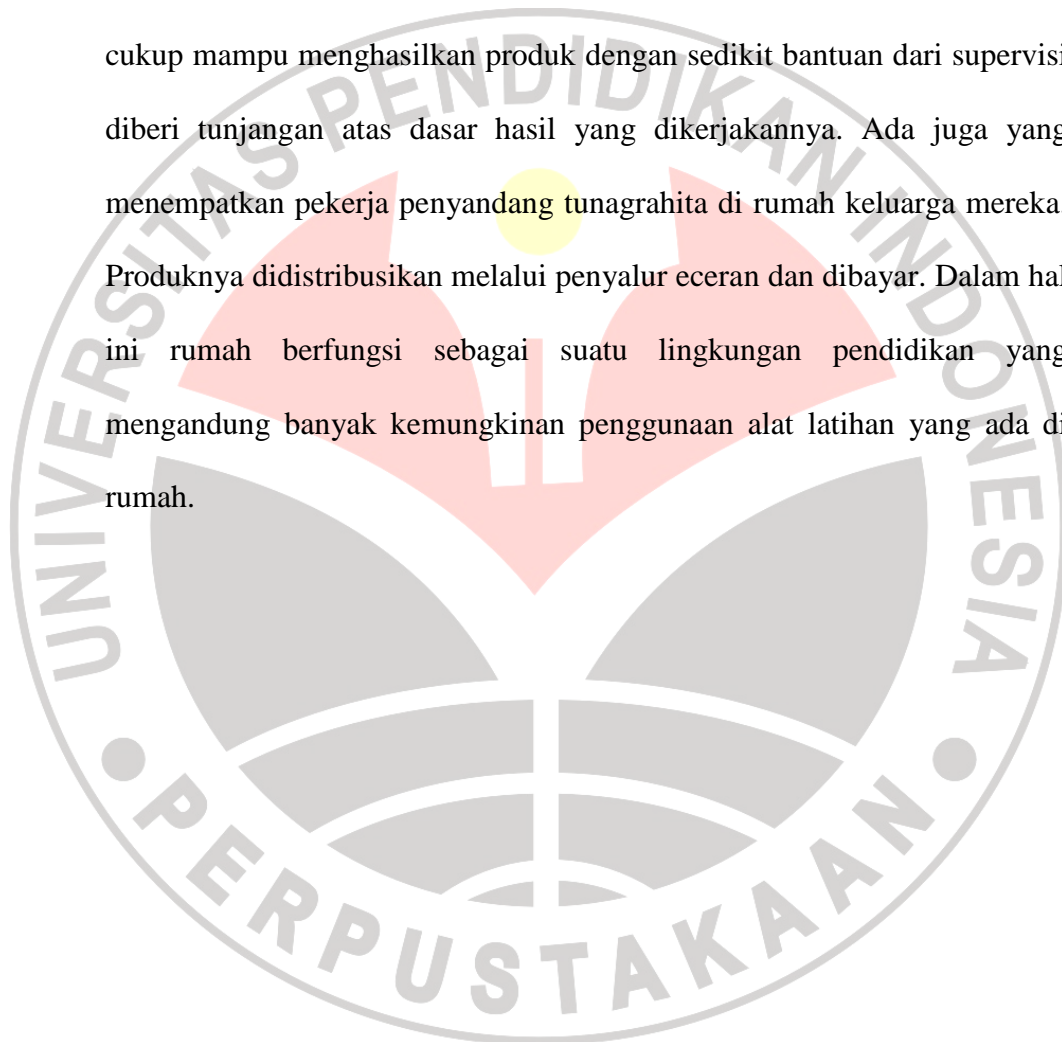 cukup mampu menghasilkan produk dengan sedikit bantuan dari supervisi
diberi tunjangan atas dasar hasil yang dikerjakannya. Ada juga yang
menempatkan pekerja penyandang tunagrahita di rumah keluarga mereka.
Produknya didistribusikan melalui penyalur eceran dan dibayar. Dalam hal
ini rumah berfungsi sebagai suatu lingkungan pendidikan yang
mengandung banyak kemungkinan penggunaan alat latihan yang ada di
rumah.
UNIVERSITAS PENDIDIKAN INDONESIA
PERPUSTAKAAN